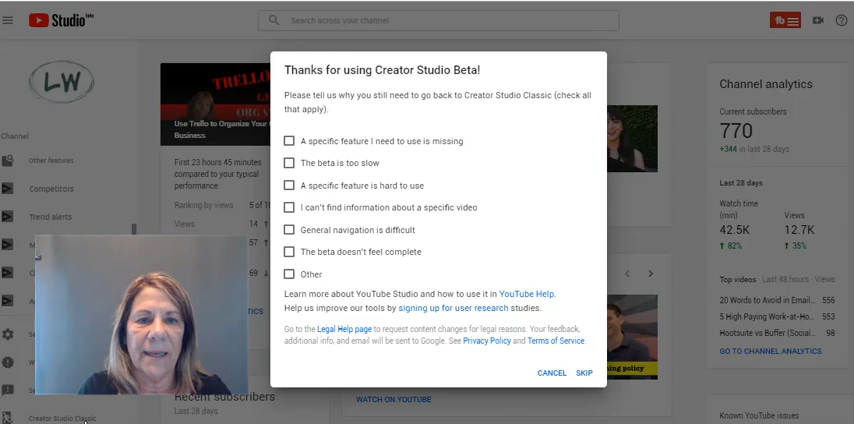 Studio beta
Search across your channel
LW
Channel
Other features
Competitors
Trend alerts
Creator Studio Classic
TRELLO
Use Trello to Organize Your
Business
First 23 hours 45 minutes
compared to your typical
performance.
Ranking by views 5 of
Views 14
57
69
Recent subscribers
Last 28 days
Thanks for using Creator Studio Beta!
Please tell us why you still need to go back to Creator Studio Classic (check all
that apply).
A specific feature I need to use is missing
The beta is too slow
A specific feature is hard to use
I can't find information about a specific video
General navigation is difficult
The beta doesn't feel complete
Other
Learn more about YouTube Studio and how to use it in YouTube Help.
Help us improve our tools by signing up for user research studies.
Go to the Legal Help page to request content changes for legal reasons. Your feedback,
additional info, and email will be sent to Google. See Privacy Policy and Terms of Service
CANCEL SKIP
ning policy
WATCH ON YOUTUBE
Channel analytics
Current subscribers
770
+344 in last 28 days
Last 28 days
Watch time
(min)
42.5K
82%
Views
12.7K
35%
Top videos Last 48 hours · Views
20 Words to Avoid in Email... 556
5 High Paying Work-at-Ho... 553
Hootsuite vs Buffer (Social... 98
GO TO CHANNEL ANALYTICS
Known YouTube issues